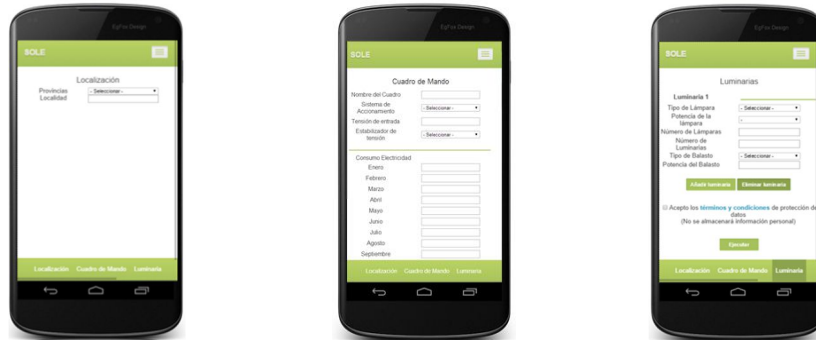 EgFox Design
SOLE
Localización
Provincias
- Seleccionar -
Localidad
Localización Cuadro de Mando Luminaria
EgFox Design
SOLE
Cuadro de Mando
Nombre del Cuadro
Sistema de
Accionamiento
- Seleccionar -
Tensión de entrada
Estabilizador de
tensión
- Seleccionar -
Consumo Electricidad
Enero
Febrero
Marzo
Abril
Mayo
Junio
Julio
Agosto
Septiembre
Localización Cuadro de Mando Luminaria
EgFox Design
SOLE
Luminarias
Luminaria 1
Tipo de Lámpara
- Seleccionar -
Potencia de la
lámpara
-
Número de Lámparas
Número de
Luminarias
Tipo de Balasto
- Seleccionar -
Potencia del Balasto
Añadir luminaria Eliminar luminaria
Acepto los términos y condiciones de protección de
datos
(No se almacenará información personal)
Ejecutar
Localización Cuadro de Mando Luminaria